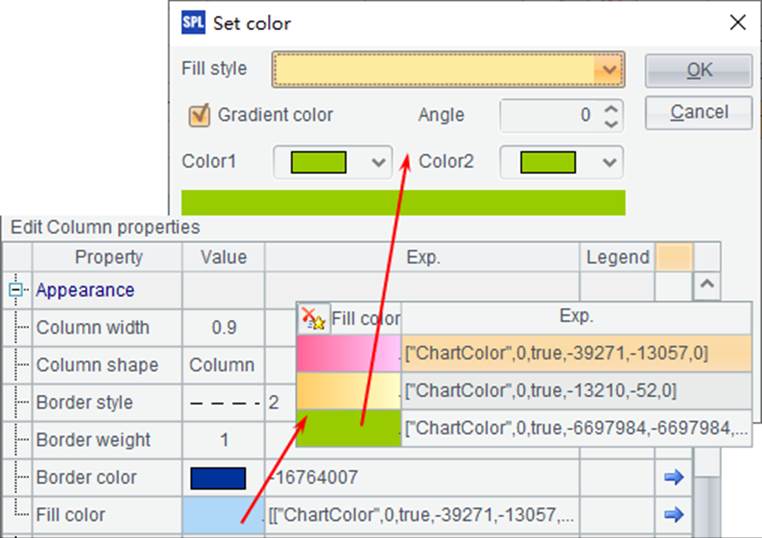 SPL Set color
Fill style
OK
Gradient color Angle 0
Cancel
Color1 Color2
Edit Column properties
Property Value Exp. Legend
Appearance
Column width 0.9
Column shape Column
Border style 2
Border weight 1
Border color -16764007
Fill color [["ChartColor",0,true,-39271,-13057,...
Fill color Exp.
["ChartColor",0,true,-39271,-13057,0]
["ChartColor",0,true,-13210,-52,0]
["ChartColor",0,true,-6697984,-6697984,...